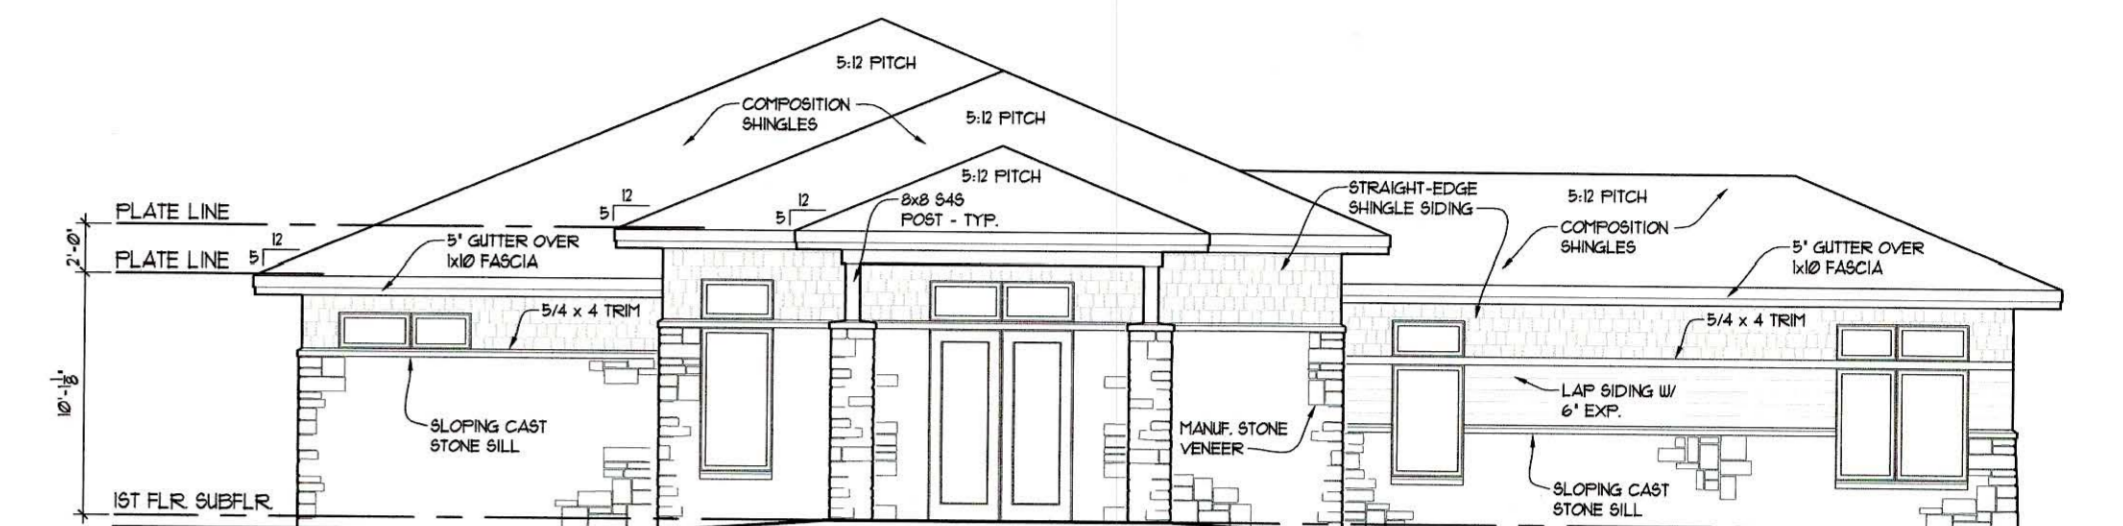 5:12 PITCH
COMPOSITION
SHINGLES
5:12 PITCH
5:12 PITCH
8x8 S4S
POST - TYP.
12
5
12
5
PLATE LINE
2'-0"
PLATE LINE
12
5
5" GUTTER OVER
1x10 FASCIA
5/4 x 4 TRIM
10'-1 1/8"
SLOPING CAST
STONE SILL
1ST FLR. SUBFLR.
STRAIGHT-EDGE
SHINGLE SIDING
5:12 PITCH
COMPOSITION
SHINGLES
5" GUTTER OVER
1x10 FASCIA
5/4 x 4 TRIM
LAP SIDING W/
6" EXP.
MANUF. STONE
VENEER
SLOPING CAST
STONE SILL